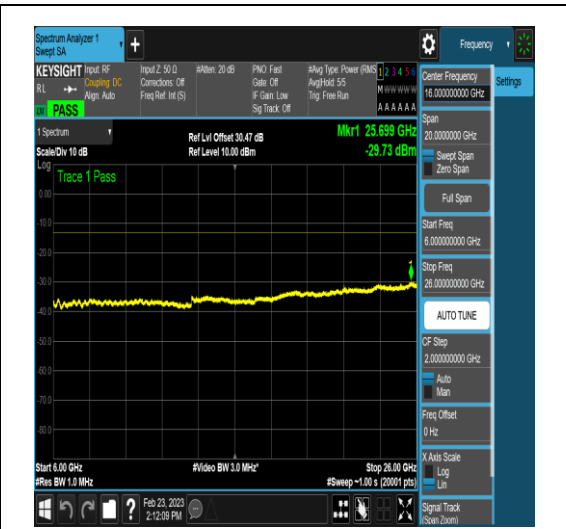 Spectrum Analyzer 1
Swept SA
+
Frequency
KEYSIGHT
RL
PASS
Input: RF
Coupling: DC
Align: Auto
Input Z: 50 Ω
Corrections: Off
Freq Ref: Int (S)
#Atten: 20 dB
PNO: Fast
Gate: Off
IF Gain: Low
Sig Track: Off
#Avg Type: Power (RMS
Avg|Hold: 5/5
Trig: Free Run
1 2 3 4 5 6
M W W W W W
A A A A A A
1 Spectrum
Scale/Div 10 dB
Ref Lvl Offset 30.47 dB
Ref Level 10.00 dBm
Mkr1 25.699 GHz
-29.73 dBm
Log
Trace 1 Pass
1
0.00
-10.0
-20.0
-30.0
-40.0
-50.0
-60.0
-70.0
-80.0
Start 6.00 GHz
#Res BW 1.0 MHz
#Video BW 3.0 MHz*
Stop 26.00 GHz
#Sweep ~1.00 s (20001 pts)
Center Frequency
16.000000000 GHz
Settings
Span
20.0000000 GHz
Swept Span
Zero Span
Full Span
Start Freq
6.000000000 GHz
Stop Freq
26.000000000 GHz
AUTO TUNE
CF Step
2.000000000 GHz
Auto
Man
Freq Offset
0 Hz
X Axis Scale
Log
Lin
Signal Track
(Span Zoom)
?
Feb 23, 2023
2:12:09 PM